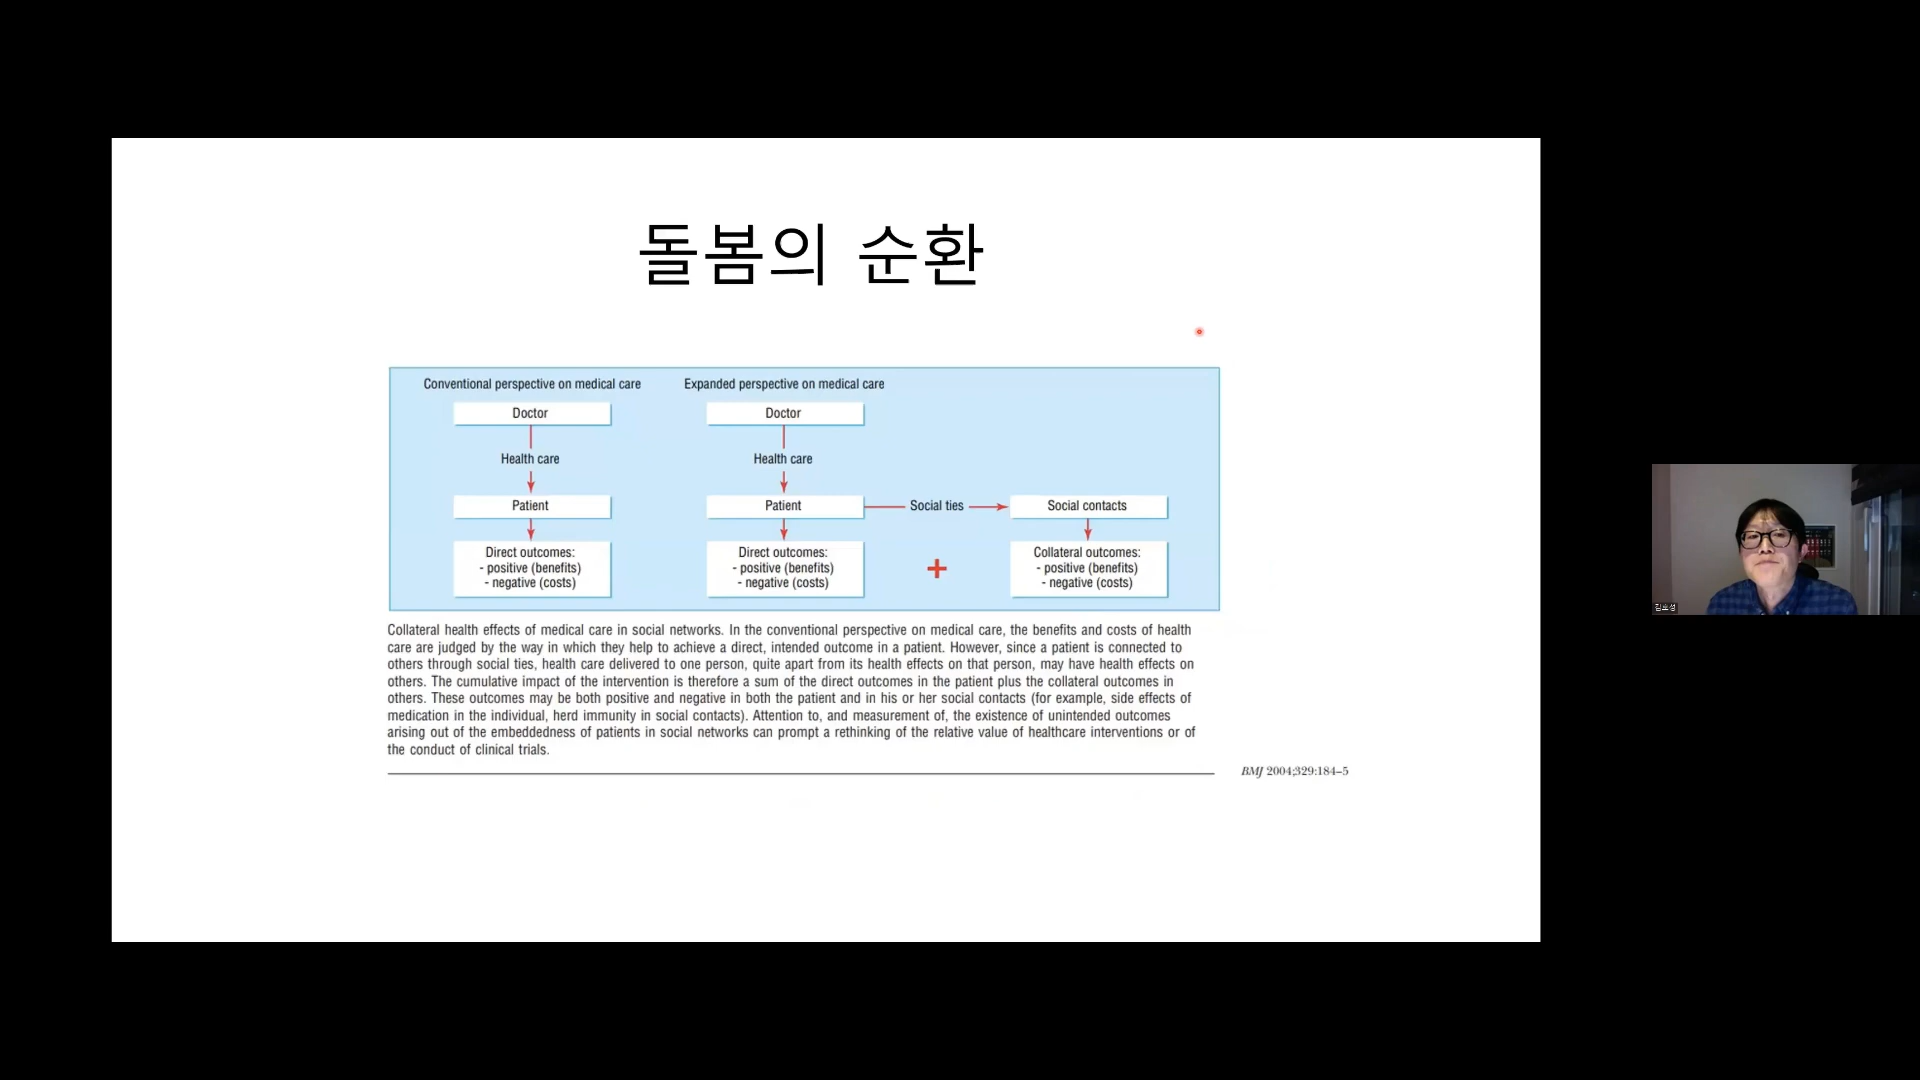 돌봄의 순환
Conventional perspective on medical care
Doctor
Health care
Patient
Direct outcomes:
- positive (benefits)
- negative (costs)
Expanded perspective on medical care
Doctor
Health care
Patient
Social ties
Social contacts
Direct outcomes:
- positive (benefits)
- negative (costs)
+
Collateral outcomes:
- positive (benefits)
- negative (costs)
Collateral health effects of medical care in social networks. In the conventional perspective on medical care, the benefits and costs of health
care are judged by the way in which they help to achieve a direct, intended outcome in a patient. However, since a patient is connected to
others through social ties, health care delivered to one person, quite apart from its health effects on that person, may have health effects on
others. The cumulative impact of the intervention is therefore a sum of the direct outcomes in the patient plus the collateral outcomes in
others. These outcomes may be both positive and negative in both the patient and in his or her social contacts (for example, side effects of
medication in the individual, herd immunity in social contacts). Attention to, and measurement of, the existence of unintended outcomes
arising out of the embeddedness of patients in social networks can prompt a rethinking of the relative value of healthcare interventions or of
the conduct of clinical trials.
BMJ 2004;329:184–5